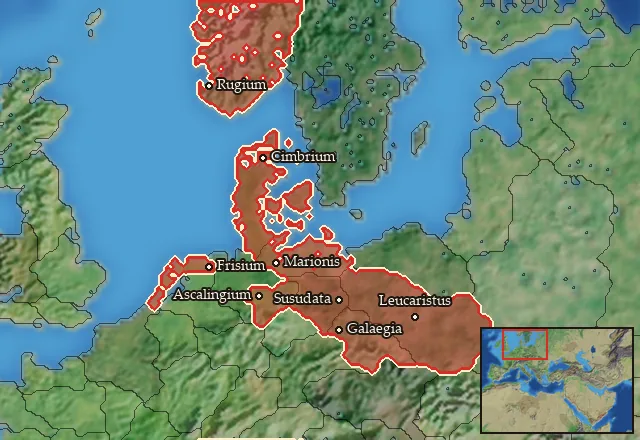 Rugium
Cimbrium
Frisium
Marionis
Ascalingium
Susudata
Leucaristus
Galaegia